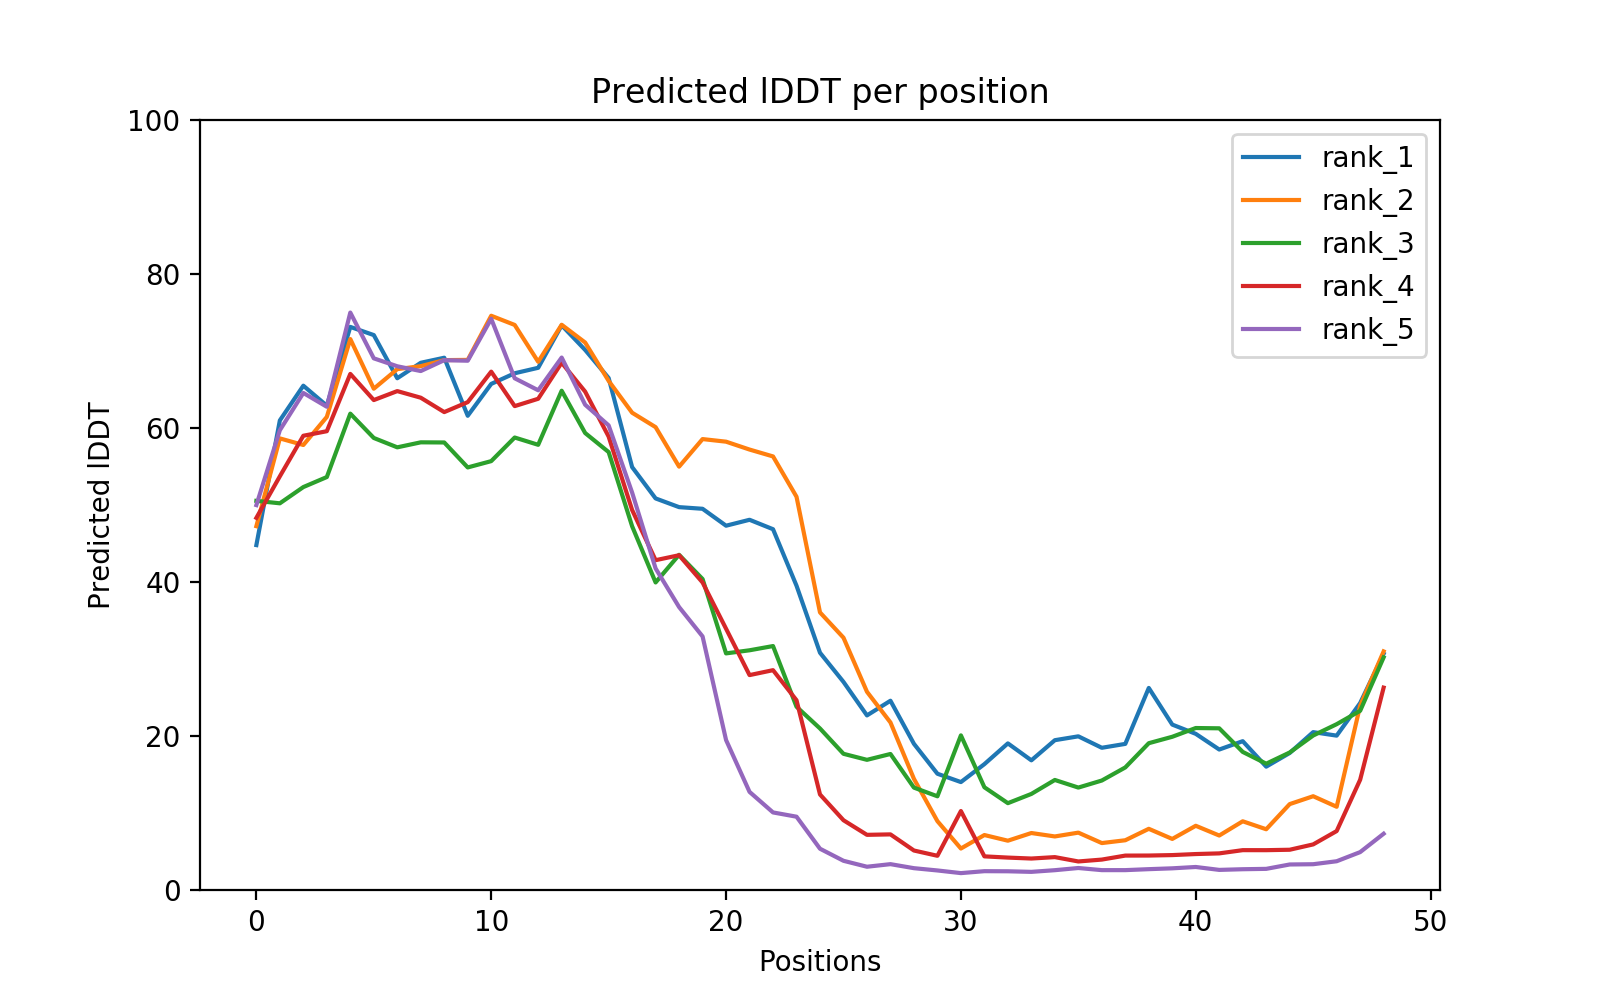 Predicted lDDT per position
100
80
60
40
20
0
Predicted lDDT
0 10 20 30 40 50
Positions
rank_1
rank_2
rank_3
rank_4
rank_5